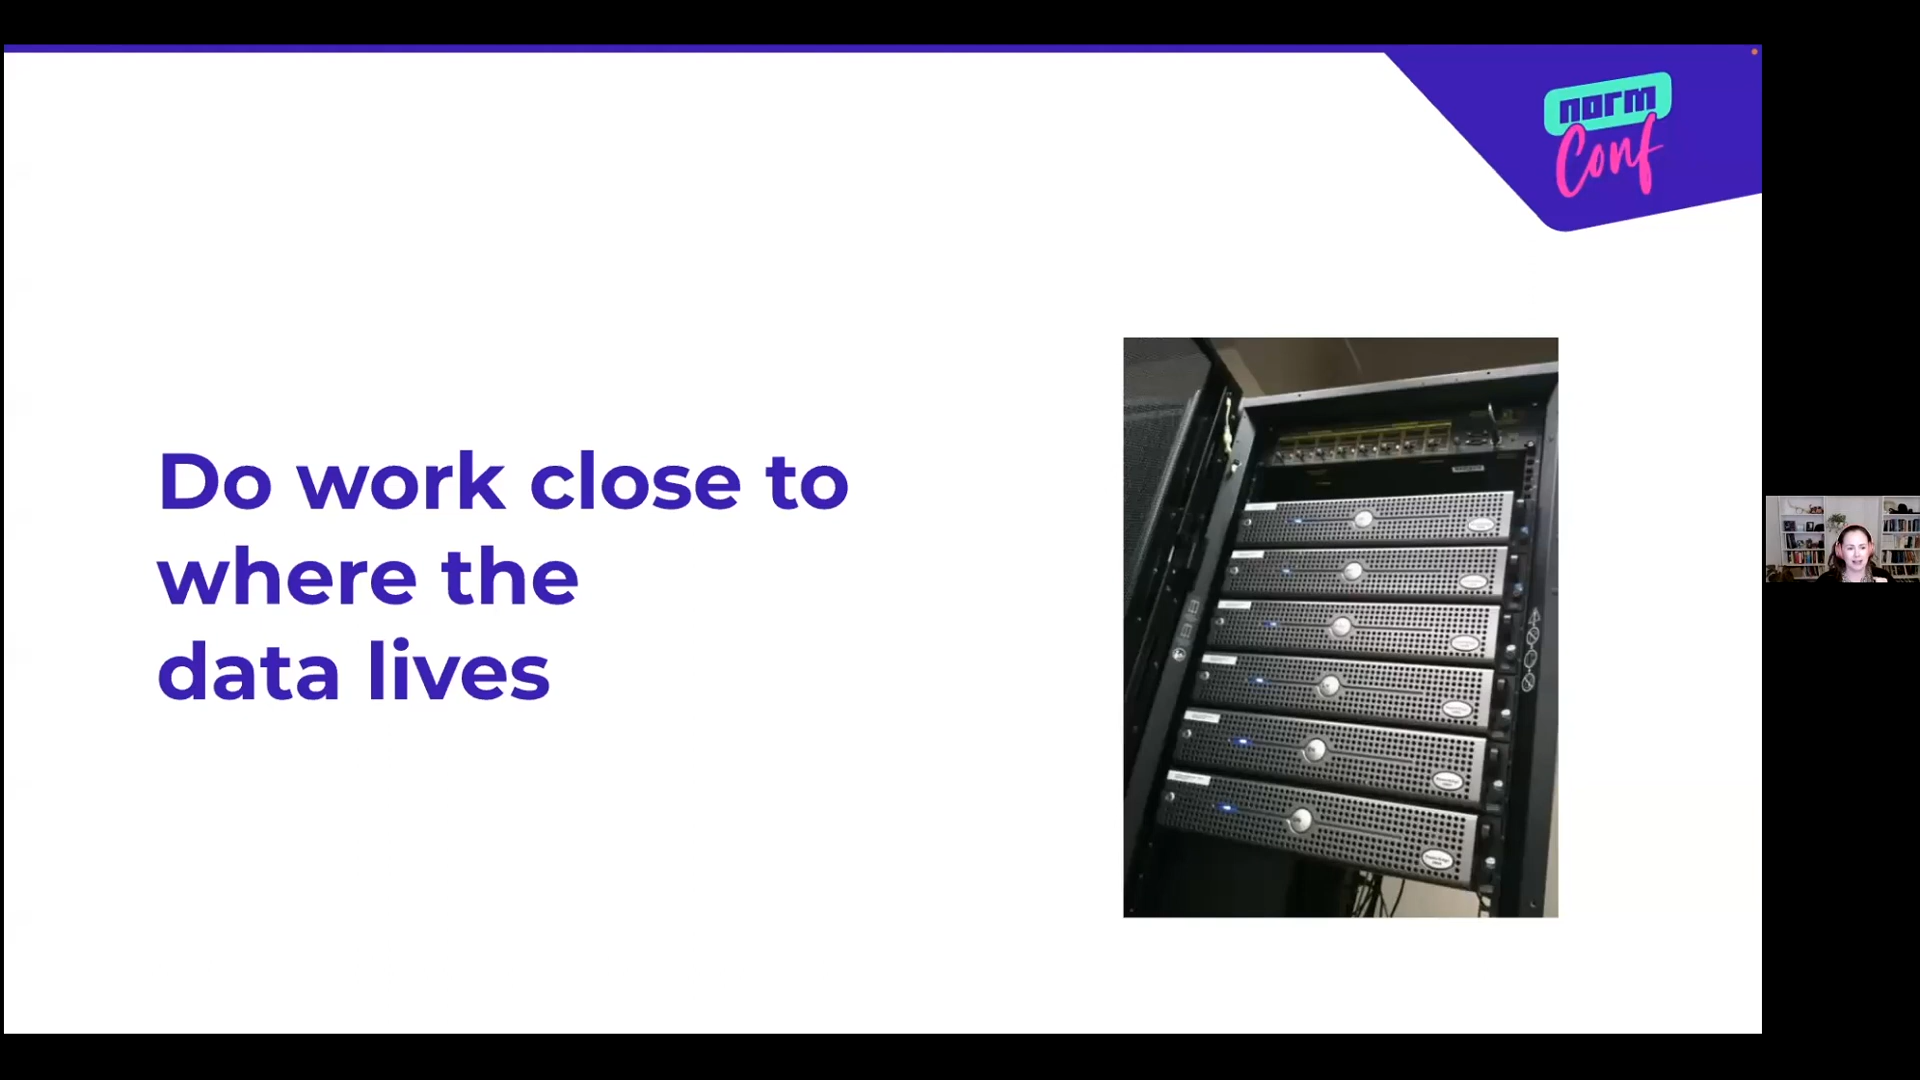 norm
Conf
Do work close to
where the
data lives